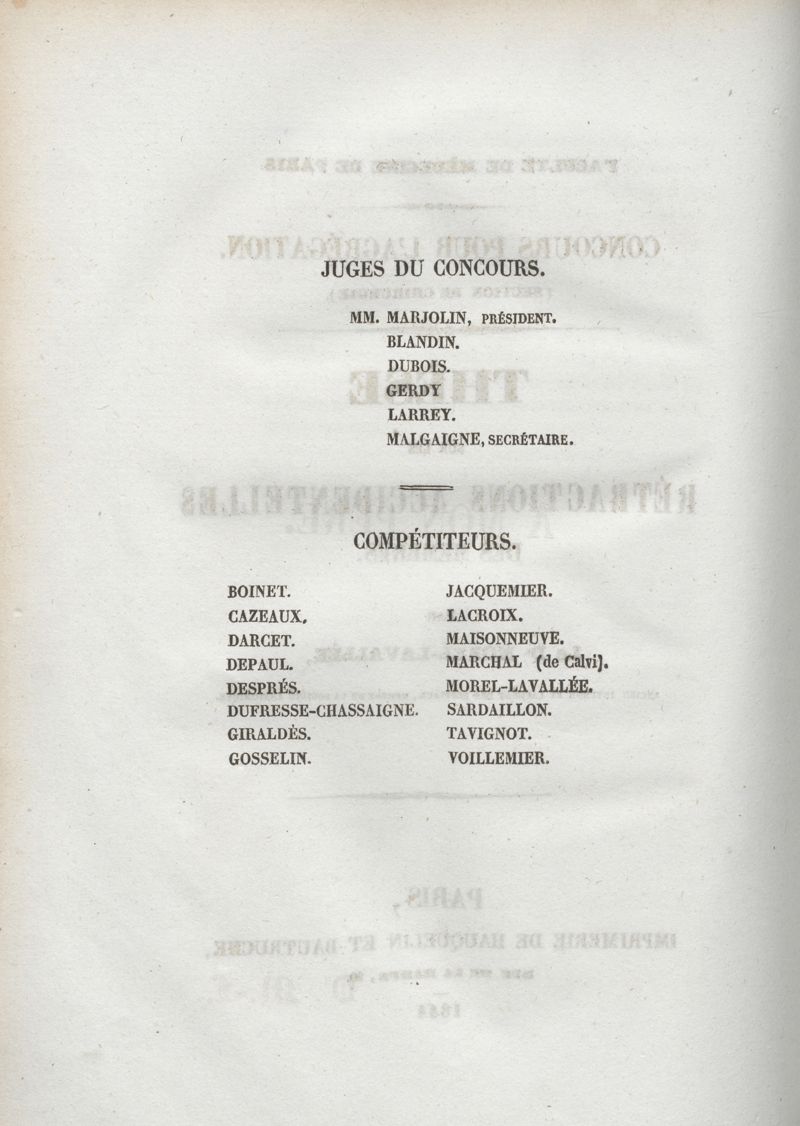 JUGES DU CONCOURS.
MM. MARJOLIN, PRÉSIDENT.
BLANDIN.
DUBOIS.
GERDY
LARREY.
MALGAIGNE, SECRÉTAIRE.
COMPÉTITEURS.
BOINET.
CAZEAUX.
DARCET.
DEPAUL.
DESPRÉS.
DUFRESSE-CHASSAIGNE.
GIRALDÈS.
GOSSELIN.
JACQUEMIER.
LACROIX.
MAISONNEUVE.
MARCHAL (de Calvi).
MOREL-LAVALLÉE.
SARDAILLON.
TAVIGNOT.
VOILLEMIER.